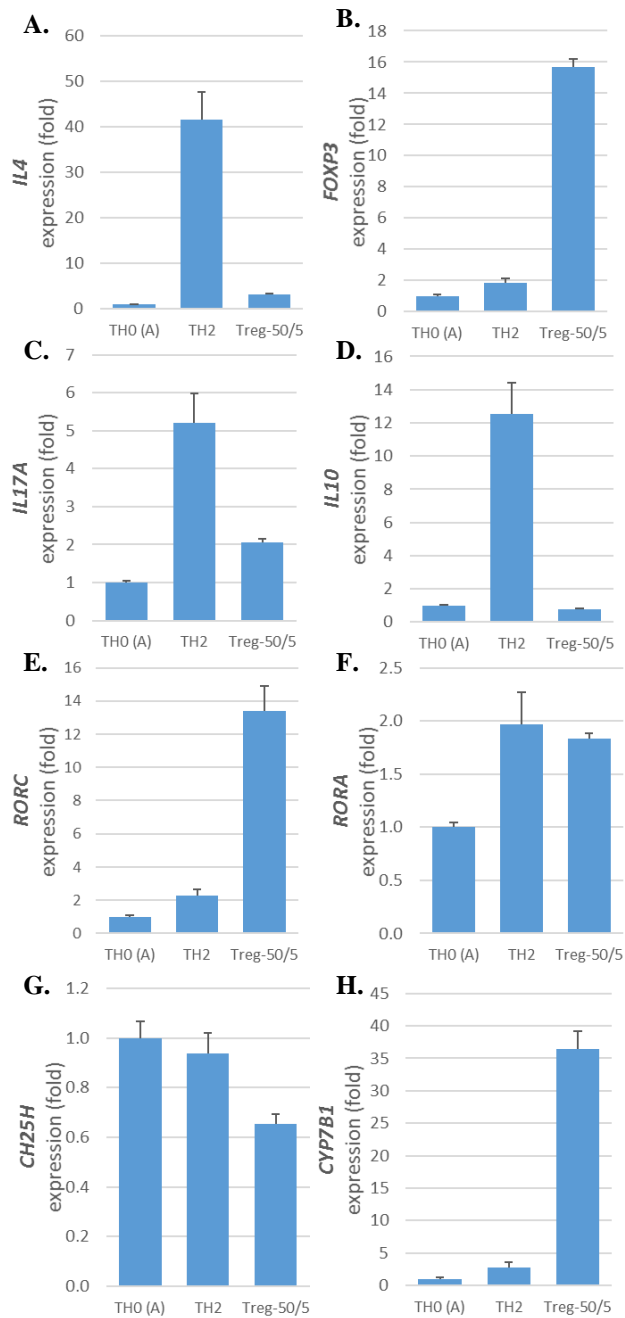 A.
IL4
expression (fold)
60
50
40
30
20
10
0
TH0 (A) TH2 Treg-50/5
B.
FOXP3
expression (fold)
18
16
14
12
10
8
6
4
2
0
TH0 (A) TH2 Treg-50/5
C.
IL17A
expression (fold)
7
6
5
4
3
2
1
0
TH0 (A) TH2 Treg-50/5
D.
IL10
expression (fold)
16
14
12
10
8
6
4
2
0
TH0 (A) TH2 Treg-50/5
E.
RORC
expression (fold)
16
14
12
10
8
6
4
2
0
TH0 (A) TH2 Treg-50/5
F.
RORA
expression (fold)
2.5
2.0
1.5
1.0
0.5
0.0
TH0 (A) TH2 Treg-50/5
G.
CH25H
expression (fold)
1.2
1.0
0.8
0.6
0.4
0.2
0.0
TH0 (A) TH2 Treg-50/5
H.
CYP7B1
expression (fold)
45
40
35
30
25
20
15
10
5
0
TH0 (A) TH2 Treg-50/5